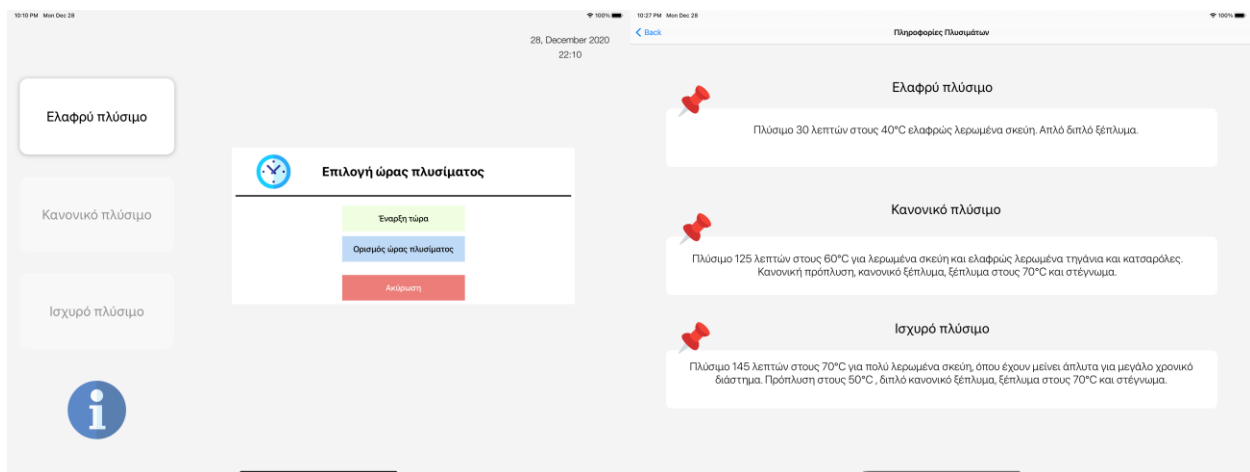 10:10 PM Mon Dec 28
100%
28, December 2020
22:10
Ελαφρύ πλύσιμο
Κανονικό πλύσιμο
Ισχυρό πλύσιμο
Επιλογή ώρας πλυσίματος
Έναρξη τώρα
Ορισμός ώρας πλυσίματος
Ακύρωση
10:27 PM Mon Dec 28
100%
Back
Πληροφορίες Πλυσιμάτων
Ελαφρύ πλύσιμο
Πλύσιμο 30 λεπτών στους 40°C ελαφρώς λερωμένα σκεύη. Απλό διπλό ξέπλυμα.
Κανονικό πλύσιμο
Πλύσιμο 125 λεπτών στους 60°C για λερωμένα σκεύη και ελαφρώς λερωμένα τηγάνια και κατσαρόλες.
Κανονική πρόπλυση, κανονικό ξέπλυμα, ξέπλυμα στους 70°C και στέγνωμα.
Ισχυρό πλύσιμο
Πλύσιμο 145 λεπτών στους 70°C για πολύ λερωμένα σκεύη, όπου έχουν μείνει άπλυτα για μεγάλο χρονικό
διάστημα. Πρόπλυση στους 50°C , διπλό κανονικό ξέπλυμα, ξέπλυμα στους 70°C και στέγνωμα.